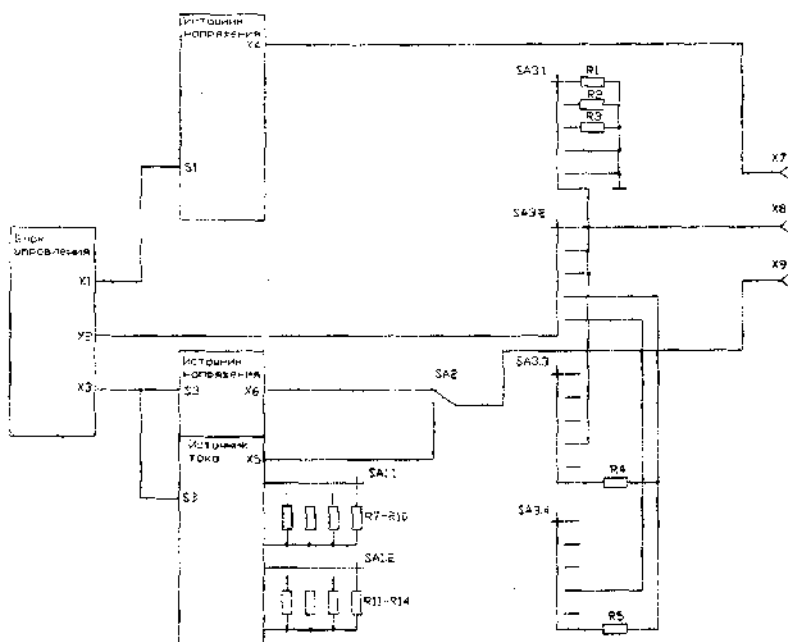 Источник
напряжения
X4
SA3.1
R1
R2
R3
X7
S1
SA3.2
X8
Блок
управления
X9
X1
X2
Источник
напряжения
X3
S3
X6
SA2
SA3.3
Источник
тока
X5
R4
SA1.1
S3
R7-R10
SA3.4
SA1.2
R11-R14
R5